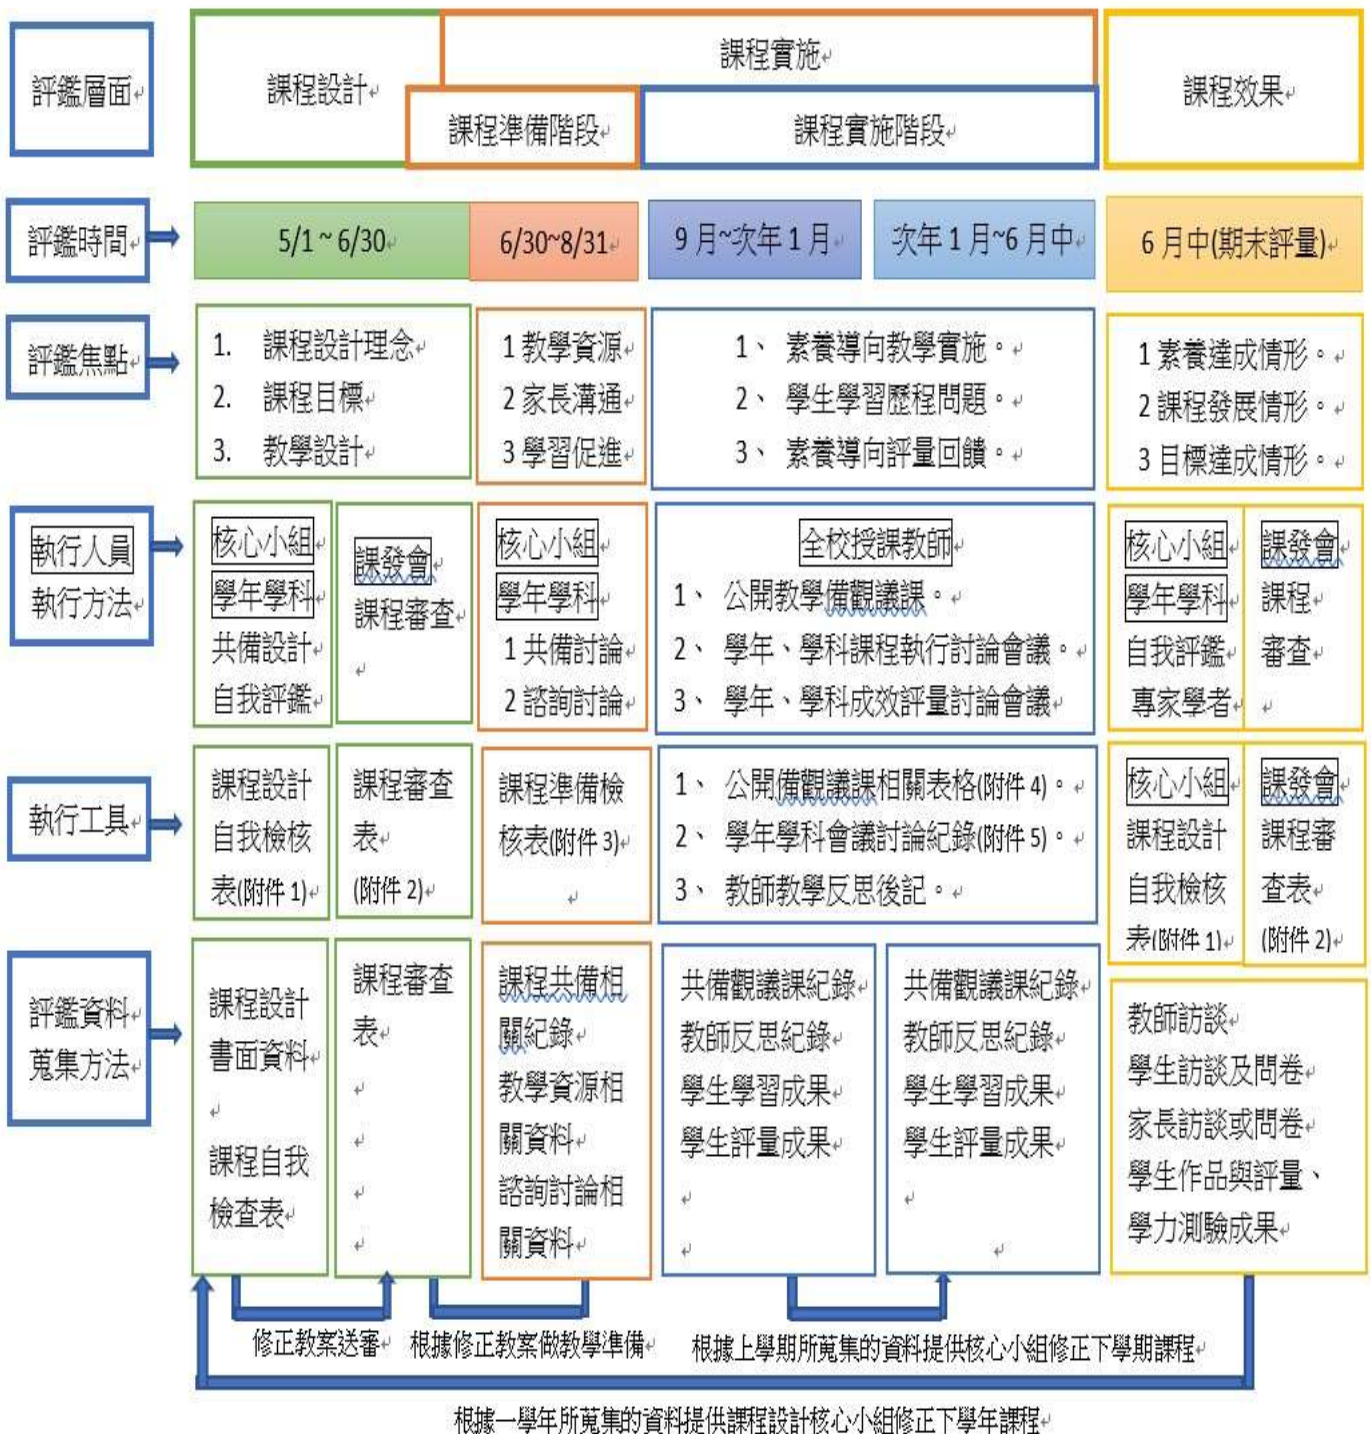 評鑑層面
課程設計
課程實施
課程準備階段
課程實施階段
課程效果
評鑑時間
5/1 ~ 6/30
6/30~8/31
9 月~次年 1 月
次年 1 月~6 月中
6 月中(期末評量)
評鑑焦點
1. 課程設計理念
2. 課程目標
3. 教學設計
1 教學資源
2 家長溝通
3 學習促進
1、 素養導向教學實施。
2、 學生學習歷程問題。
3、 素養導向評量回饋。
1 素養達成情形。
2 課程發展情形。
3 目標達成情形。
執行人員
執行方法
核心小組
學年學科
共備設計
自我評鑑
課發會
課程審查
核心小組
學年學科
1 共備討論
2 諮詢討論
全校授課教師
1、 公開教學備觀議課。
2、 學年、學科課程執行討論會議。
3、 學年、學科成效評量討論會議
核心小組
學年學科
自我評鑑
專家學者
課發會
課程
審查
執行工具
課程設計
自我檢核
表(附件 1)
課程審查
表
(附件 2)
課程準備檢
核表(附件 3)
1、 公開備觀議課相關表格(附件 4)。
2、 學年學科會議討論紀錄(附件 5)。
3、 教師教學反思後記。
核心小組
課程設計
自我檢核
表(附件 1)
課發會
課程審
查表
(附件 2)
評鑑資料
蒐集方法
課程設計
書面資料
課程自我
檢查表
課程審查
表
課程共備相
關紀錄
教學資源相
關資料
諮詢討論相
關資料
共備觀議課紀錄
教師反思紀錄
學生學習成果
學生評量成果
共備觀議課紀錄
教師反思紀錄
學生學習成果
學生評量成果
教師訪談
學生訪談及問卷
家長訪談或問卷
學生作品與評量、
學力測驗成果
修正教案送審
根據修正教案做教學準備
根據上學期所蒐集的資料提供核心小組修正下學期課程
根據一學年所蒐集的資料提供課程設計核心小組修正下學年課程